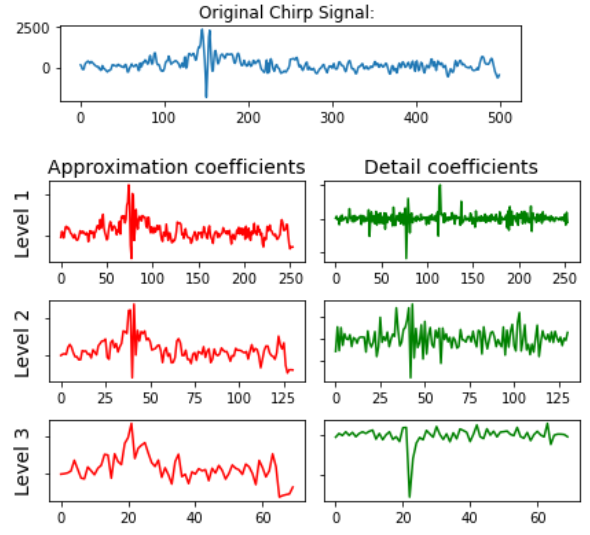 Original Chirp Signal:
2500
0
0 100 200 300 400 500
Approximation coefficients Detail coefficients
Level 1
0 50 100 150 200 250 0 50 100 150 200 250
Level 2
0 25 50 75 100 125 0 25 50 75 100 125
Level 3
0 20 40 60 0 20 40 60